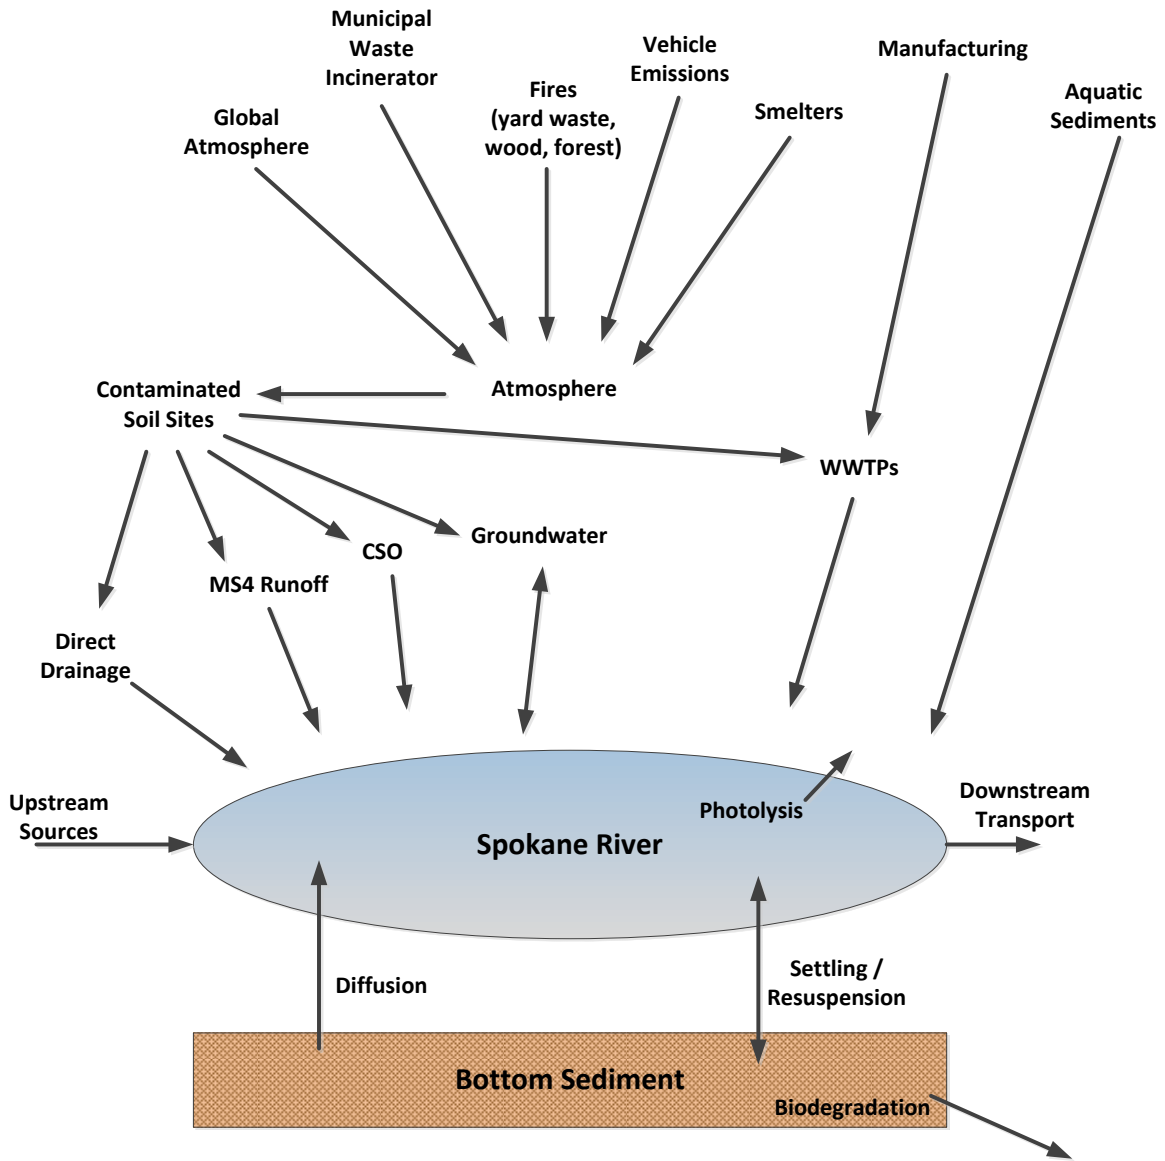 Municipal
Waste
Incinerator
Vehicle
Emissions
Manufacturing
Fires
(yard waste,
wood, forest)
Aquatic
Sediments
Smelters
Global
Atmosphere
Contaminated
Soil Sites
Atmosphere
WWTPs
Groundwater
CSO
MS4 Runoff
Direct
Drainage
Upstream
Sources
Photolysis
Downstream
Transport
Spokane River
Diffusion
Settling /
Resuspension
Bottom Sediment
Biodegradation